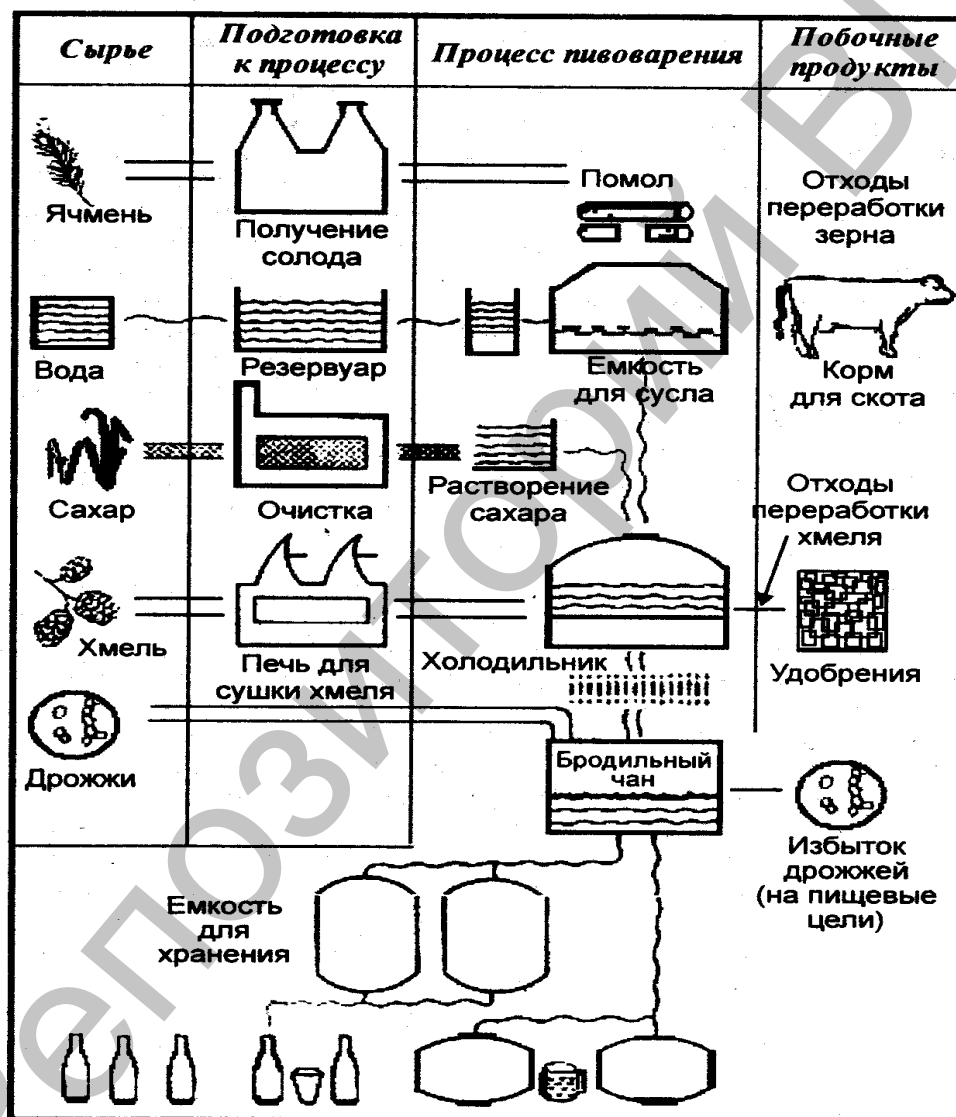 Сырье
Подготовка
к процессу
Процесс пивоварения
Побочные
продукты
Ячмень
Получение
солода
Помол
Отходы
переработки
зерна
Вода
Резервуар
Емкость
для сусла
Корм
для скота
Сахар
Очистка
Растворение
сахара
Отходы
переработки
хмеля
Хмель
Печь для
сушки хмеля
Холодильник
Удобрения
Дрожжи
Бродильный
чан
Избыток
дрожжей
(на пищевые
цели)
Емкость
для
хранения